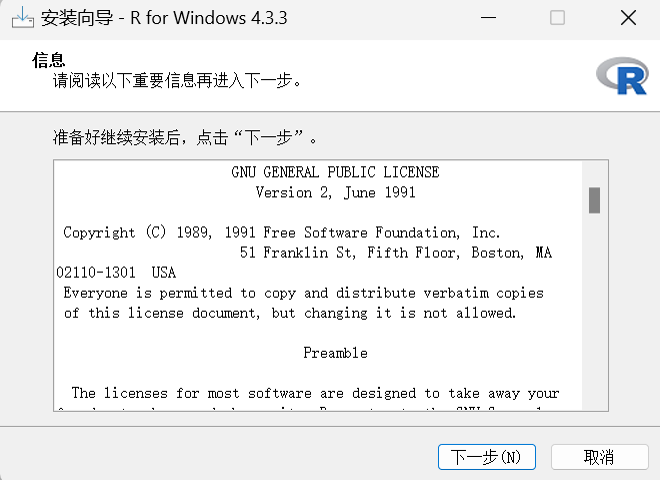 安装向导 - R for Windows 4.3.3
信息
请阅读以下重要信息再进入下一步。
R
准备好继续安装后，点击“下一步”。
GNU GENERAL PUBLIC LICENSE
Version 2, June 1991
Copyright (C) 1989, 1991 Free Software Foundation, Inc.
51 Franklin St, Fifth Floor, Boston, MA
02110-1301  USA
Everyone is permitted to copy and distribute verbatim copies
of this license document, but changing it is not allowed.
Preamble
The licenses for most software are designed to take away your
下一步(N)
取消